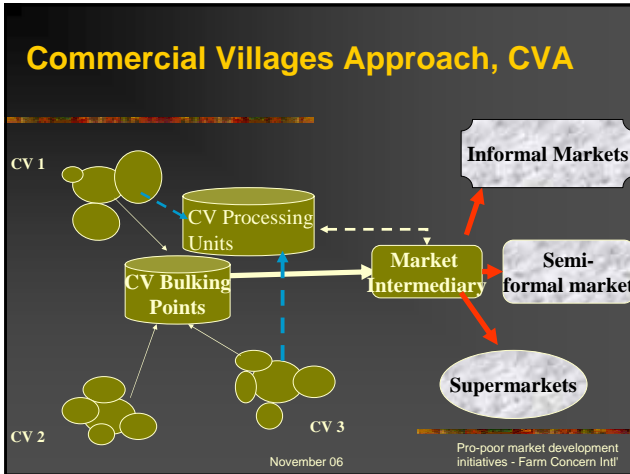 Commercial Villages Approach, CVA
CV 1
CV Processing
Units
CV Bulking
Points
CV 2
CV 3
Market
Intermediary
Informal Markets
Semi-
formal market
Supermarkets
November 06
Pro-poor market development
initiatives - Farm Concern Intl'